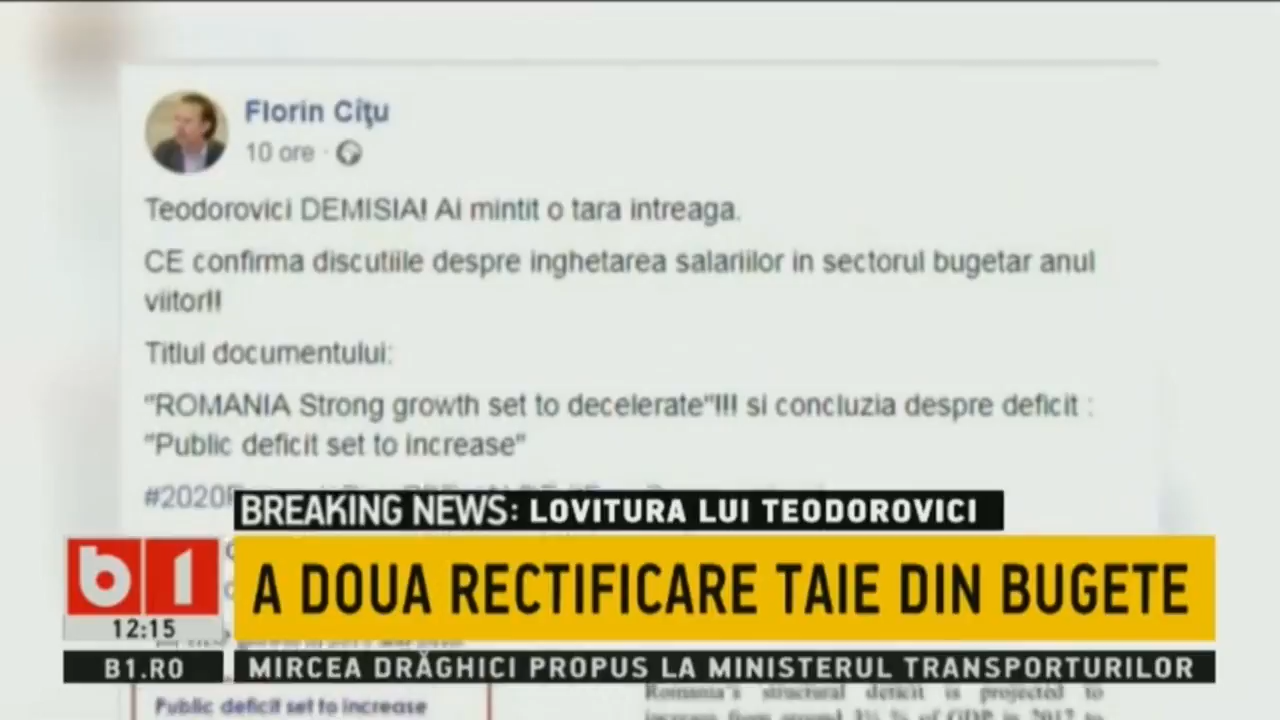 Florin Cîţu
10 ore
Teodorovici DEMISIA! Ai mintit o tara intreaga.
CE confirma discutiile despre inghetarea salariilor in sectorul bugetar anul
viitor!!
Titlul documentului:
"ROMANIA Strong growth set to decelerate"!!! si concluzia despre deficit :
"Public deficit set to increase"
#2020
BREAKING NEWS: LOVITURA LUI TEODOROVICI
b1
A DOUA RECTIFICARE TAIE DIN BUGETE
12:15
B1.RO
MIRCEA DRĂGHICI PROPUS LA MINISTERUL TRANSPORTURILOR
Public deficit set to increase
Romania's structural deficit is projected to